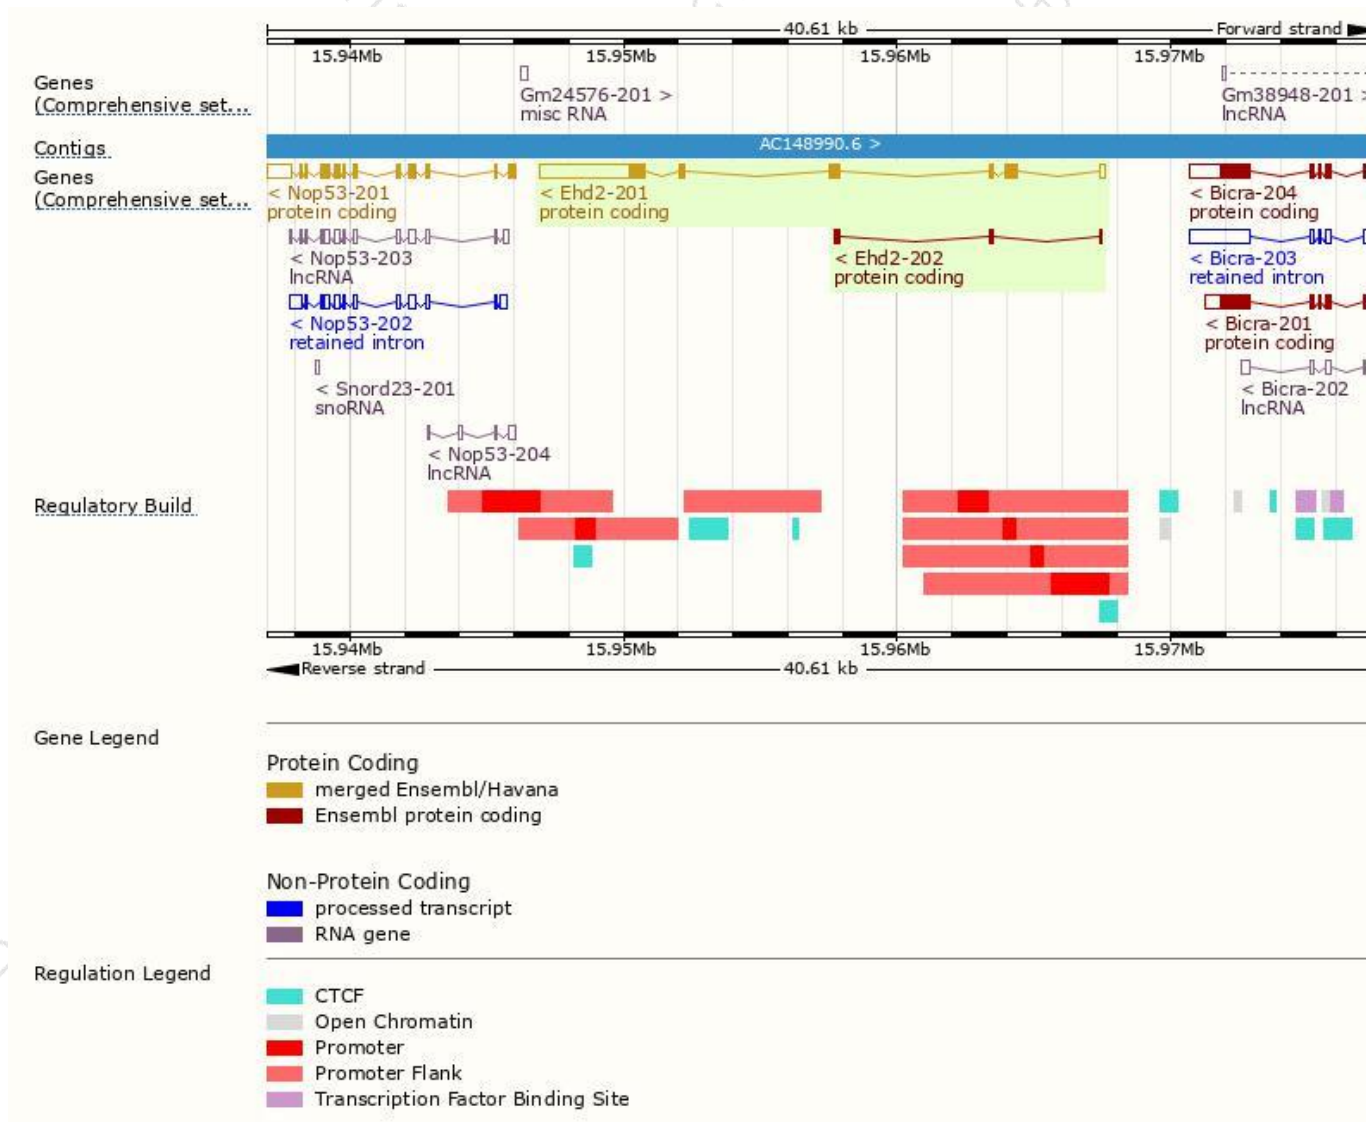 40.61 kb Forward strand
15.94Mb 15.95Mb 15.96Mb 15.97Mb
Genes
(Comprehensive set...
Gm24576-201 >
misc RNA
Gm38948-201 >
lncRNA
Contigs
AC148990.6 >
Genes
(Comprehensive set...
< Nop53-201
protein coding
< Ehd2-201
protein coding
< Bicra-204
protein coding
< Nop53-203
lncRNA
< Ehd2-202
protein coding
< Bicra-203
retained intron
< Nop53-202
retained intron
< Bicra-201
protein coding
< Snord23-201
snoRNA
< Bicra-202
lncRNA
< Nop53-204
lncRNA
Regulatory Build
15.94Mb 15.95Mb 15.96Mb 15.97Mb
Reverse strand 40.61 kb
Gene Legend
Protein Coding
merged Ensembl/Havana
Ensembl protein coding
Non-Protein Coding
processed transcript
RNA gene
Regulation Legend
CTCF
Open Chromatin
Promoter
Promoter Flank
Transcription Factor Binding Site